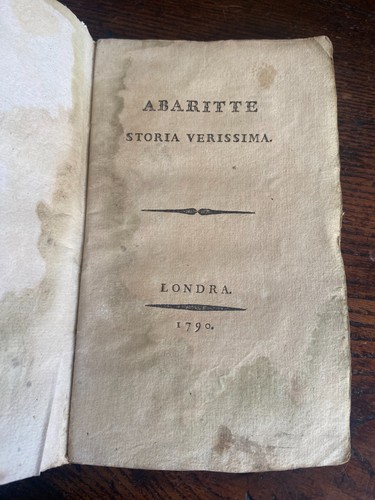 ABARITTE
STORIA VERISSIMA.
LONDRA.
1790.